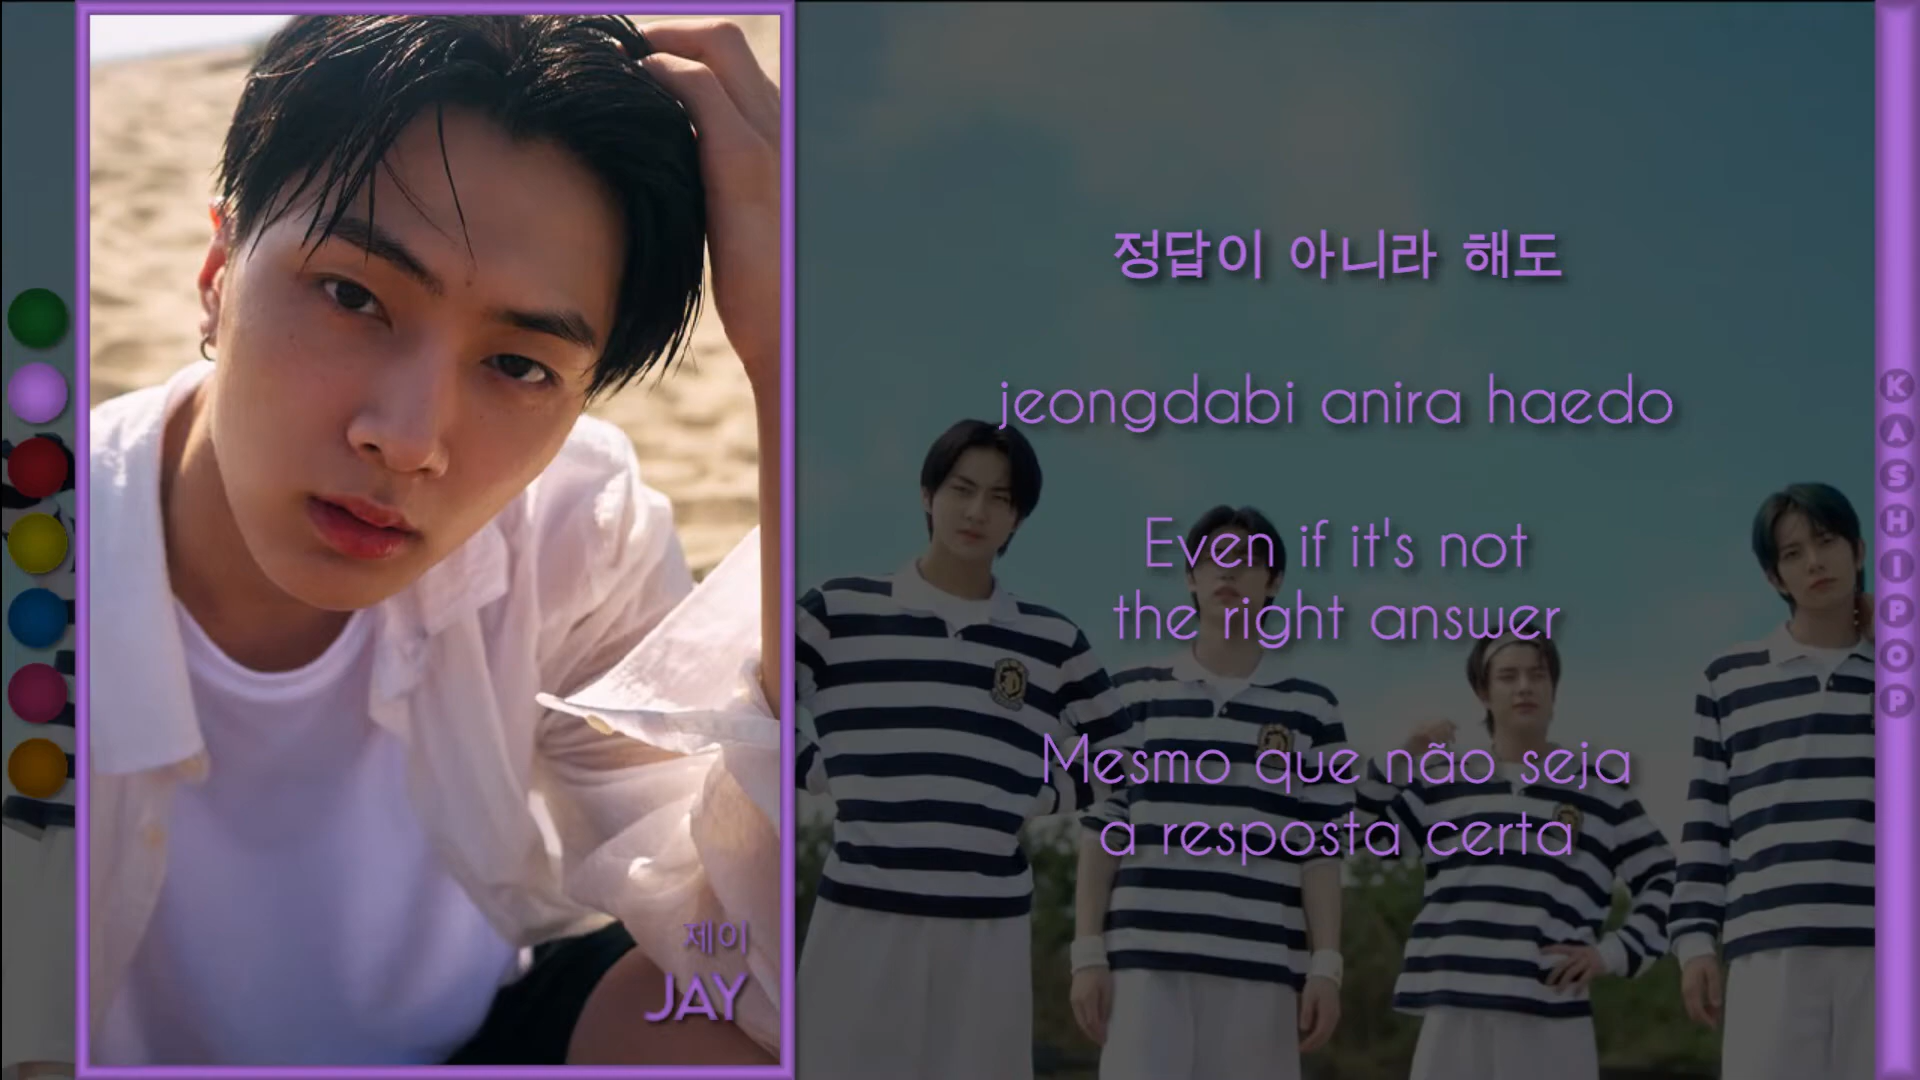 정답이 아니라 해도
jeongdabi anira haedo
Even if it's not
the right answer
Mesmo que não seja
a resposta certa
제이
JAY
KASHIPOP